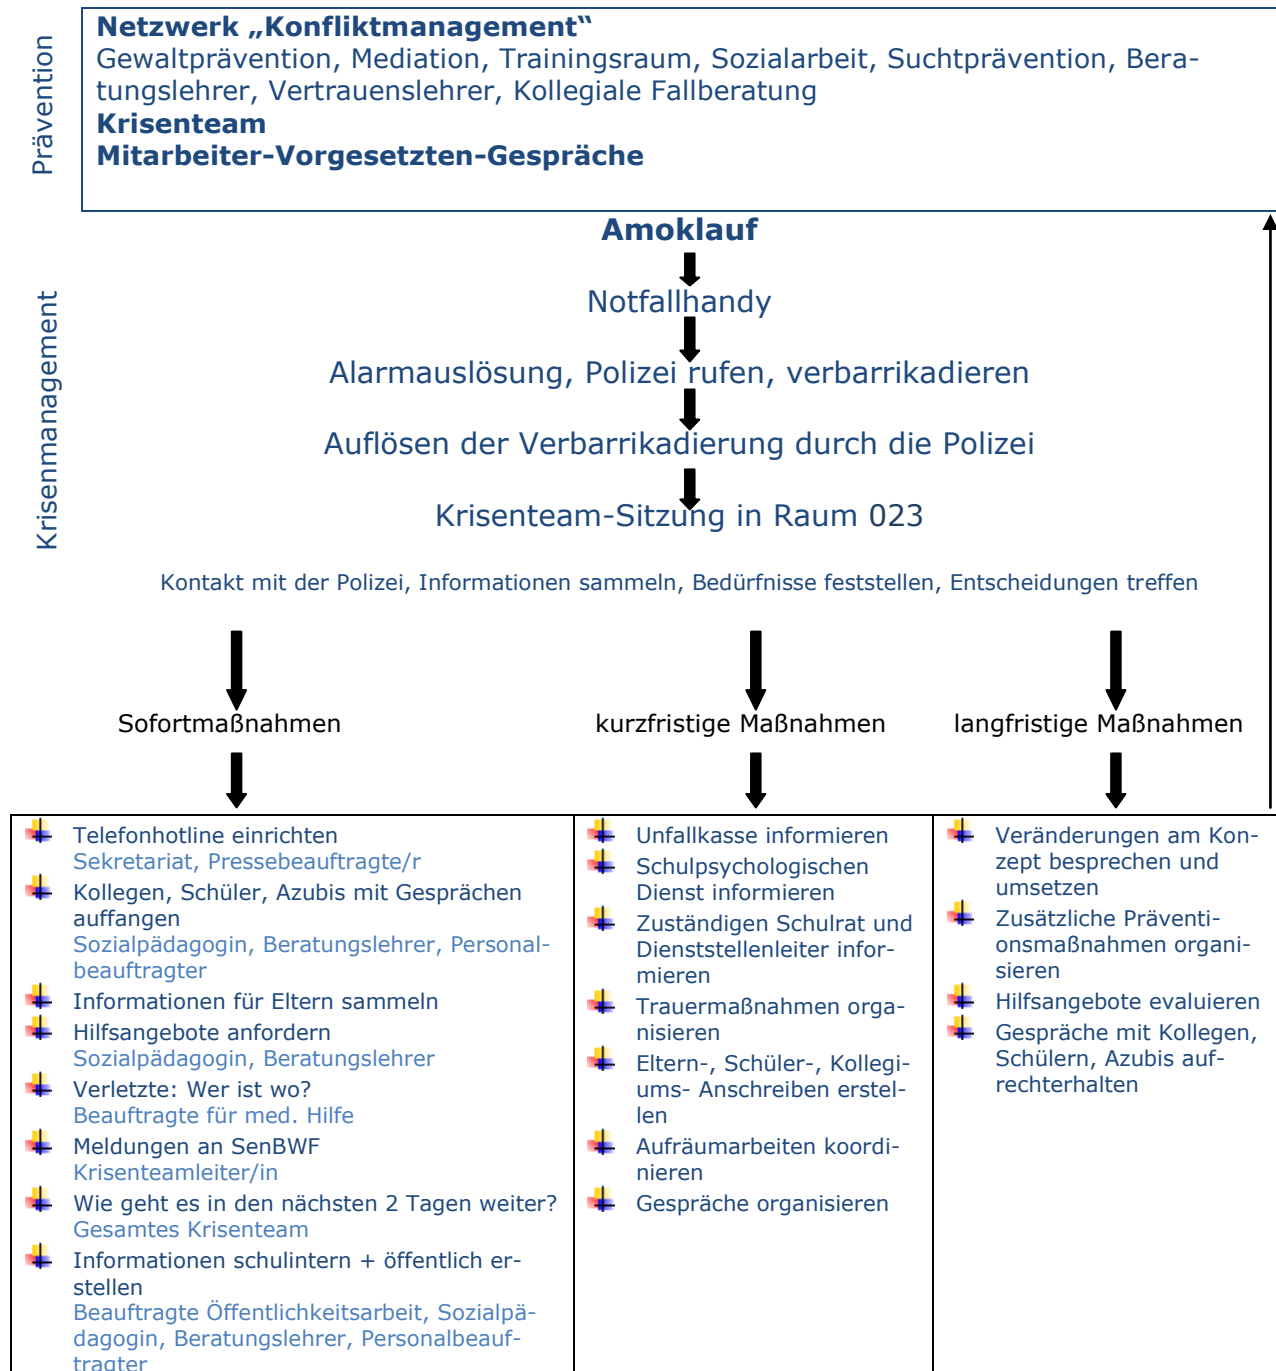 Prävention
Netzwerk „Konfliktmanagement“
Gewaltprävention, Mediation, Trainingsraum, Sozialarbeit, Suchtprävention, Bera-
tungslehrer, Vertrauenslehrer, Kollegiale Fallberatung
Krisenteam
Mitarbeiter-Vorgesetzten-Gespräche
Krisenmanagement
Amoklauf
Notfallhandy
Alarmauslösung, Polizei rufen, verbarrikadieren
Auflösen der Verbarrikadierung durch die Polizei
Krisenteam-Sitzung in Raum 023
Kontakt mit der Polizei, Informationen sammeln, Bedürfnisse feststellen, Entscheidungen treffen
Sofortmaßnahmen
kurzfristige Maßnahmen
langfristige Maßnahmen
Telefonhotline einrichten
Sekretariat, Pressebeauftragte/r
Kollegen, Schüler, Azubis mit Gesprächen
auffangen
Sozialpädagogin, Beratungslehrer, Personal-
beauftragter
Informationen für Eltern sammeln
Hilfsangebote anfordern
Sozialpädagogin, Beratungslehrer
Verletzte: Wer ist wo?
Beauftragte für med. Hilfe
Meldungen an SenBWF
Krisenteamleiter/in
Wie geht es in den nächsten 2 Tagen weiter?
Gesamtes Krisenteam
Informationen schulintern + öffentlich er-
stellen
Beauftragte Öffentlichkeitsarbeit, Sozialpä-
dagogin, Beratungslehrer, Personalbeauf-
tragter
Unfallkasse informieren
Schulpsychologischen
Dienst informieren
Zuständigen Schulrat und
Dienststellenleiter infor-
mieren
Trauermaßnahmen orga-
nisieren
Eltern-, Schüler-, Kollegi-
ums- Anschreiben erstel-
len
Aufräumarbeiten koordi-
nieren
Gespräche organisieren
Veränderungen am Kon-
zept besprechen und
umsetzen
Zusätzliche Präventi-
onsmaßnahmen organi-
sieren
Hilfsangebote evaluieren
Gespräche mit Kollegen,
Schülern, Azubis auf-
rechterhalten